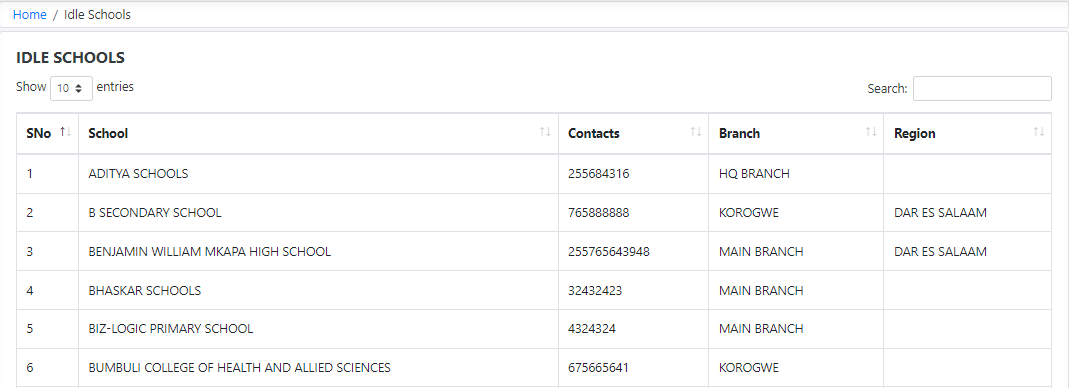 Home / Idle Schools
IDLE SCHOOLS
Show 10 entries
Search:
SNo School Contacts Branch Region
1 ADITYA SCHOOLS 255684316 HQ BRANCH
2 B SECONDARY SCHOOL 765888888 KOROGWE DAR ES SALAAM
3 BENJAMIN WILLIAM MKAPA HIGH SCHOOL 255765643948 MAIN BRANCH DAR ES SALAAM
4 BHASKAR SCHOOLS 32432423 MAIN BRANCH
5 BIZ-LOGIC PRIMARY SCHOOL 4324324 MAIN BRANCH
6 BUMBULI COLLEGE OF HEALTH AND ALLIED SCIENCES 675665641 KOROGWE